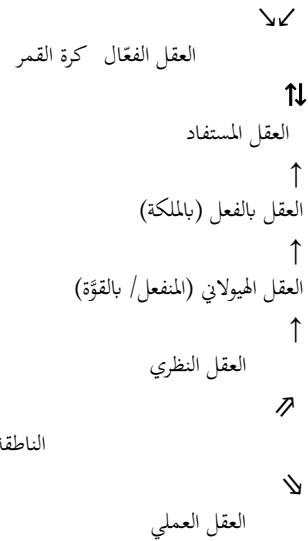 العقل الفعّال كرة القمر
العقل المستفاد
العقل بالفعل (بالملكة)
العقل الهيولاني (المنفعل/ بالقوَّة)
العقل النظري
الناطقة
العقل العملي